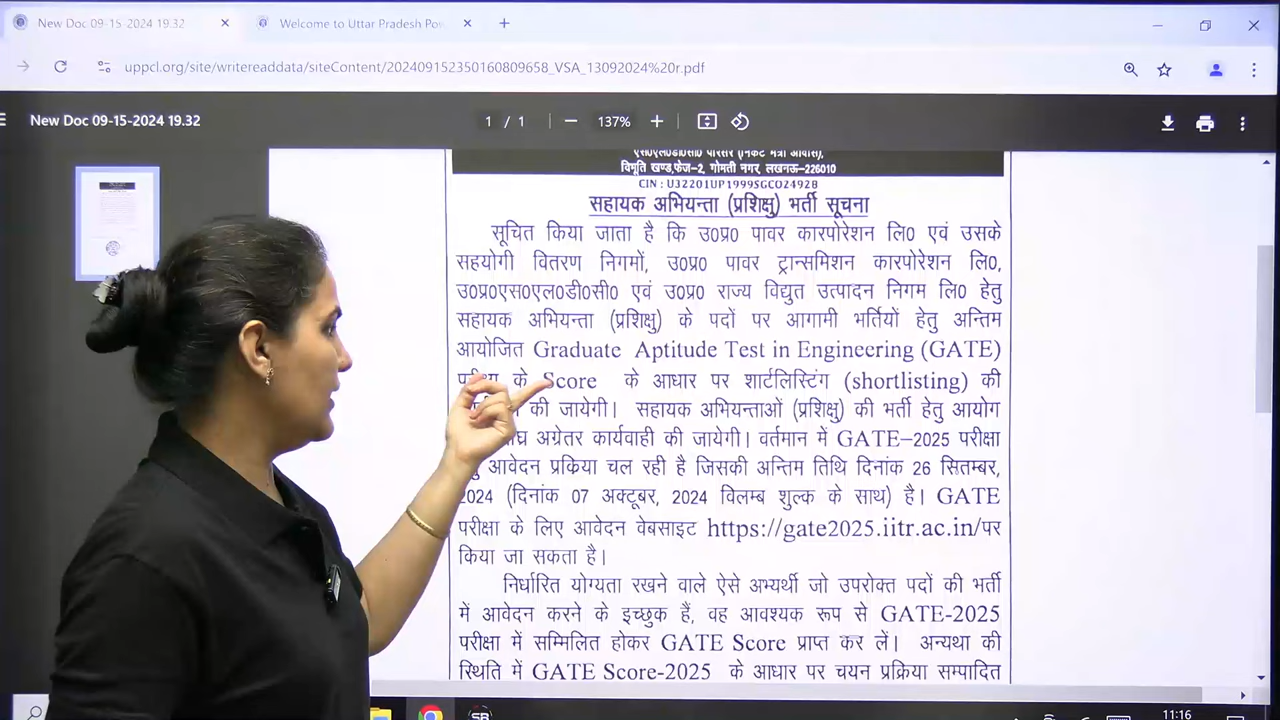 New Doc 09-15-2024 19.32
Welcome to Uttar Pradesh Po
uppcl.org/site/writereaddata/siteContent/202409152350160809658_VSA_13092024%20r.pdf
New Doc 09-15-2024 19.32
1 / 1
137%
विभूति खण्ड,फेज-2, गोमती नगर, लखनऊ-226010
CIN : U32201UP1999SGC024928
सहायक अभियन्ता (प्रशिक्षु) भर्ती सूचना
सूचित किया जाता है कि उ0प्र0 पावर कारपोरेशन लि0 एवं उसके
सहयोगी वितरण निगमों, उ0प्र0 पावर ट्रान्समिशन कारपोरेशन लि0,
उ0प्र0एस0एल0डी0सी0 एवं उ0प्र0 राज्य विद्युत उत्पादन निगम लि0 हेतु
सहायक अभियन्ता (प्रशिक्षु) के पदों पर आगामी भर्तियों हेतु अन्तिम
आयोजित Graduate Aptitude Test in Engineering (GATE)
के Score के आधार पर शार्टलिस्टिंग (shortlisting) की
की जायेगी। सहायक अभियन्ताओं (प्रशिक्षु) की भर्ती हेतु आयोग
अग्रेतर कार्यवाही की जायेगी। वर्तमान में GATE–2025 परीक्षा
आवेदन प्रकिया चल रही है जिसकी अन्तिम तिथि दिनांक 26 सितम्बर,
2024 (दिनांक 07 अक्टूबर, 2024 विलम्ब शुल्क के साथ) है। GATE
परीक्षा के लिए आवेदन वेबसाइट https://gate2025.iitr.ac.in/पर
किया जा सकता है।
निर्धारित योग्यता रखने वाले ऐसे अभ्यर्थी जो उपरोक्त पदों की भर्ती
में आवेदन करने के इच्छुक हैं, वह आवश्यक रूप से GATE-2025
परीक्षा में सम्मिलित होकर GATE Score प्राप्त कर लें। अन्यथा की
स्थिति में GATE Score-2025 के आधार पर चयन प्रक्रिया सम्पादित
11:16